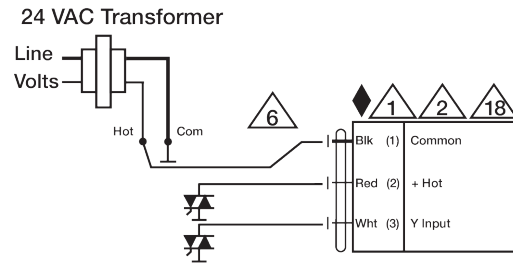 24 VAC Transformer
Line
Volts
Hot
Com
6
1
2
18
Blk (1) Common
Red (2) + Hot
Wht (3) Y Input